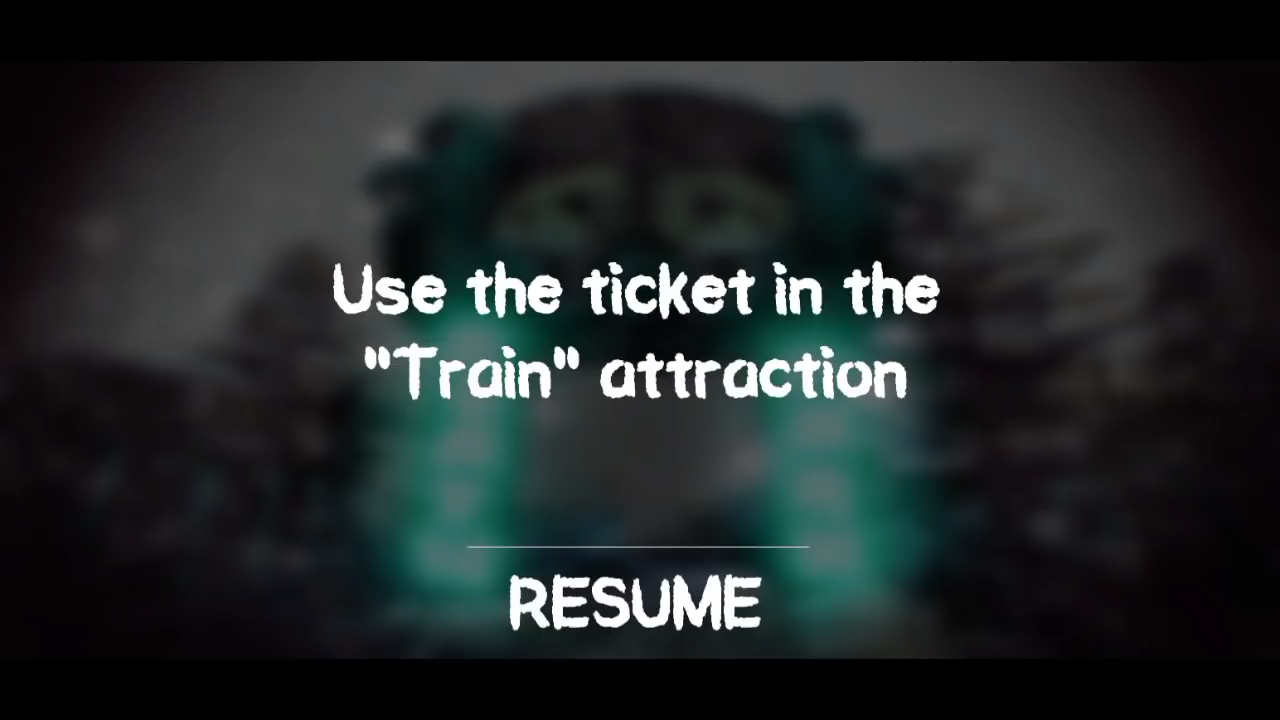 Use the ticket in the
"Train" attraction
RESUME